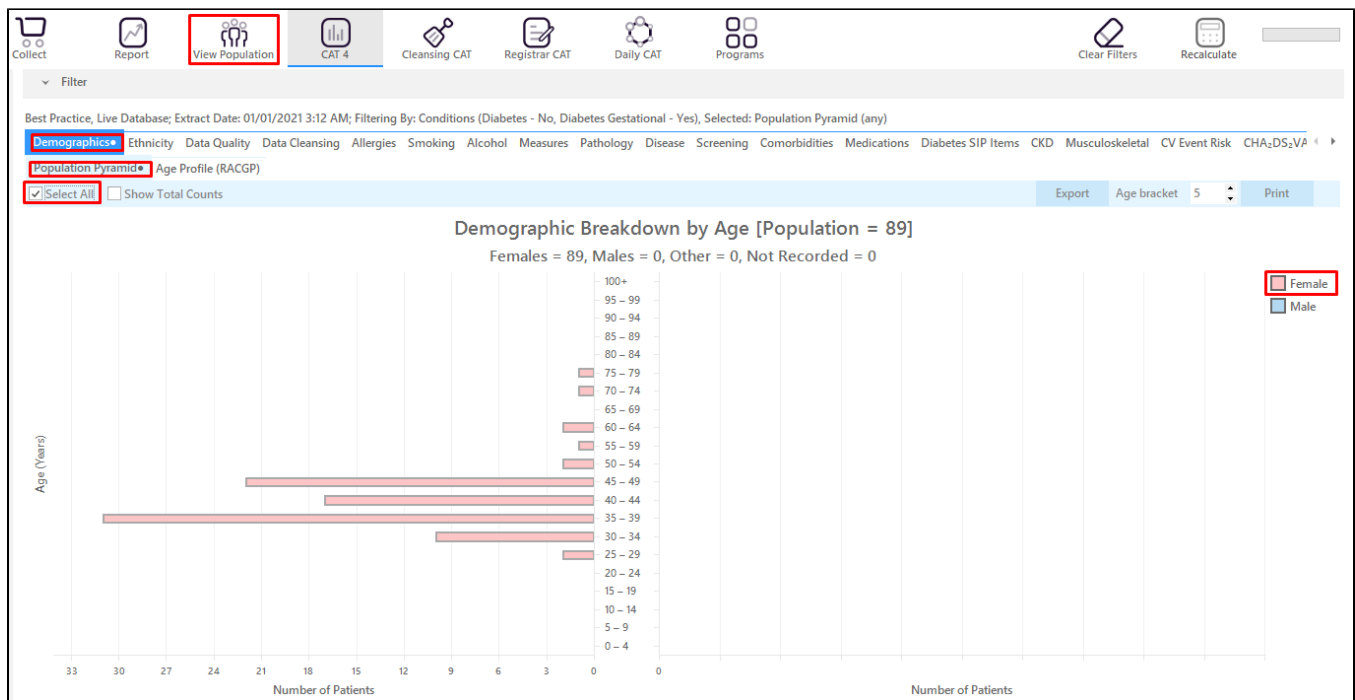 Collect Report View Population CAT 4 Cleansing CAT Registrar CAT Daily CAT Programs Clear Filters Recalculate
Filter
Best Practice, Live Database; Extract Date: 01/01/2021 3:12 AM; Filtering By: Conditions (Diabetes - No, Diabetes Gestational - Yes), Selected: Population Pyramid (any)
Demographics Ethnicity Data Quality Data Cleansing Allergies Smoking Alcohol Measures Pathology Disease Screening Comorbidities Medications Diabetes SIP Items CKD Musculoskeletal CV Event Risk CHA₂DS₂VA
Population Pyramid Age Profile (RACGP)
Select All Show Total Counts Export Age bracket 5 Print
Demographic Breakdown by Age [Population = 89]
Females = 89, Males = 0, Other = 0, Not Recorded = 0
100+
95 – 99
90 – 94
85 – 89
80 – 84
75 – 79
70 – 74
65 – 69
60 – 64
55 – 59
50 – 54
45 – 49
40 – 44
35 – 39
30 – 34
25 – 29
20 – 24
15 – 19
10 – 14
5 – 9
0 – 4
Age (Years)
Female
Male
33 30 27 24 21 18 15 12 9 6 3 0 0
Number of Patients Number of Patients